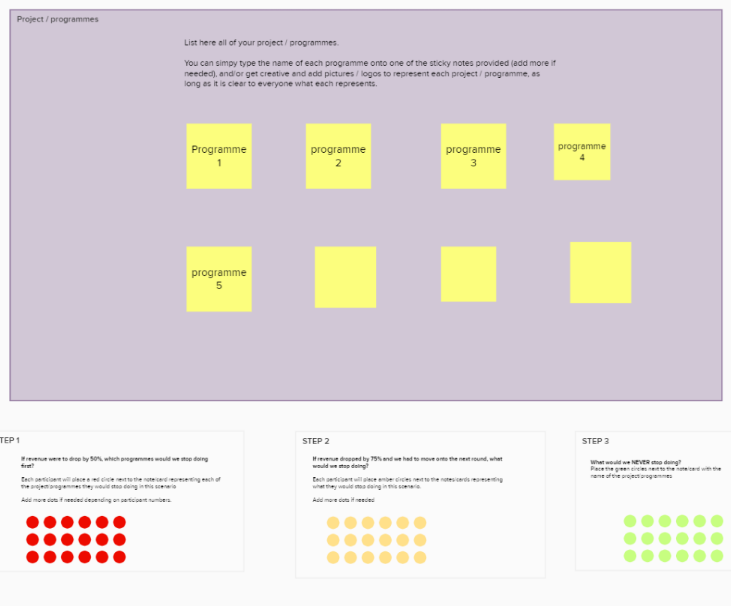 Project / programmes
List here all of your project / programmes.
You can simpy type the name of each programme onto one of the sticky notes provided (add more if
needed), and/or get creative and add pictures / logos to represent each project / programme, as
long as it is clear to everyone what each represents.
Programme
1
programme
2
programme
3
programme
4
programme
5
TEP 1
If revenue were to drop by 50%, which programmes would we stop doing
first?
Each participant will place a red circle next to the note/card representing each of
the project/programmes they would stop doing in this scenario
Add more dots if needed depending on participant numbers.
STEP 2
If revenue dropped by 75% and we had to move onto the next round, what
would we stop doing?
Each participant will place amber circles next to the notes/cards representing
what they would stop doing in this scenario.
Add more dots if needed
STEP 3
What would we NEVER stop doing?
Place the green circles next to the note/card with the
name of the project/programmes